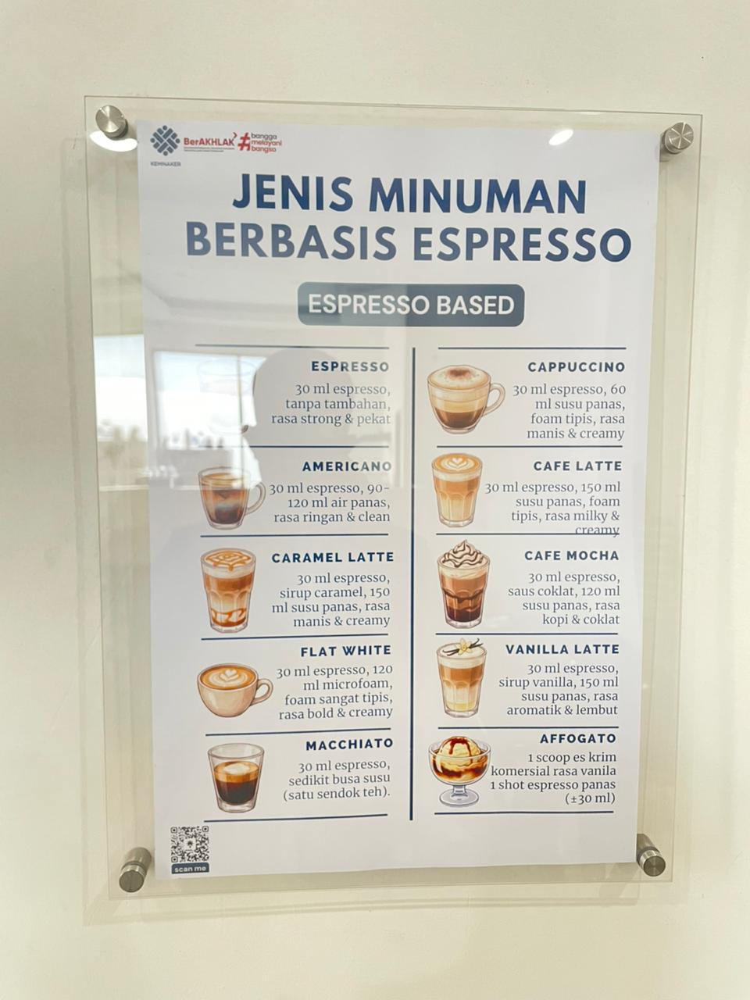 KEMNAKER
BerAKHLAK
#bangga
melayani
bangsa
JENIS MINUMAN
BERBASIS ESPRESSO
ESPRESSO BASED
ESPRESSO
30 ml espresso,
tanpa tambahan,
rasa strong & pekat
AMERICANO
30 ml espresso, 90-
120 ml air panas,
rasa ringan & clean
CARAMEL LATTE
30 ml espresso,
sirup caramel, 150
ml susu panas, rasa
manis & creamy
FLAT WHITE
30 ml espresso, 120
ml microfoam,
foam sangat tipis,
rasa bold & creamy
MACCHIATO
30 ml espresso,
sedikit busa susu
(satu sendok teh).
CAPPUCCINO
30 ml espresso, 60
ml susu panas,
foam tipis, rasa
manis & creamy
CAFE LATTE
30 ml espresso, 150 ml
susu panas, foam
tipis, rasa milky &
creamy
CAFE MOCHA
30 ml espresso,
saus coklat, 120 ml
susu panas, rasa
kopi & coklat
VANILLA LATTE
30 ml espresso,
sirup vanilla, 150 ml
susu panas, rasa
aromatik & lembut
AFFOGATO
1 scoop es krim
komersial rasa vanila
1 shot espresso panas
(±30 ml)
scan me